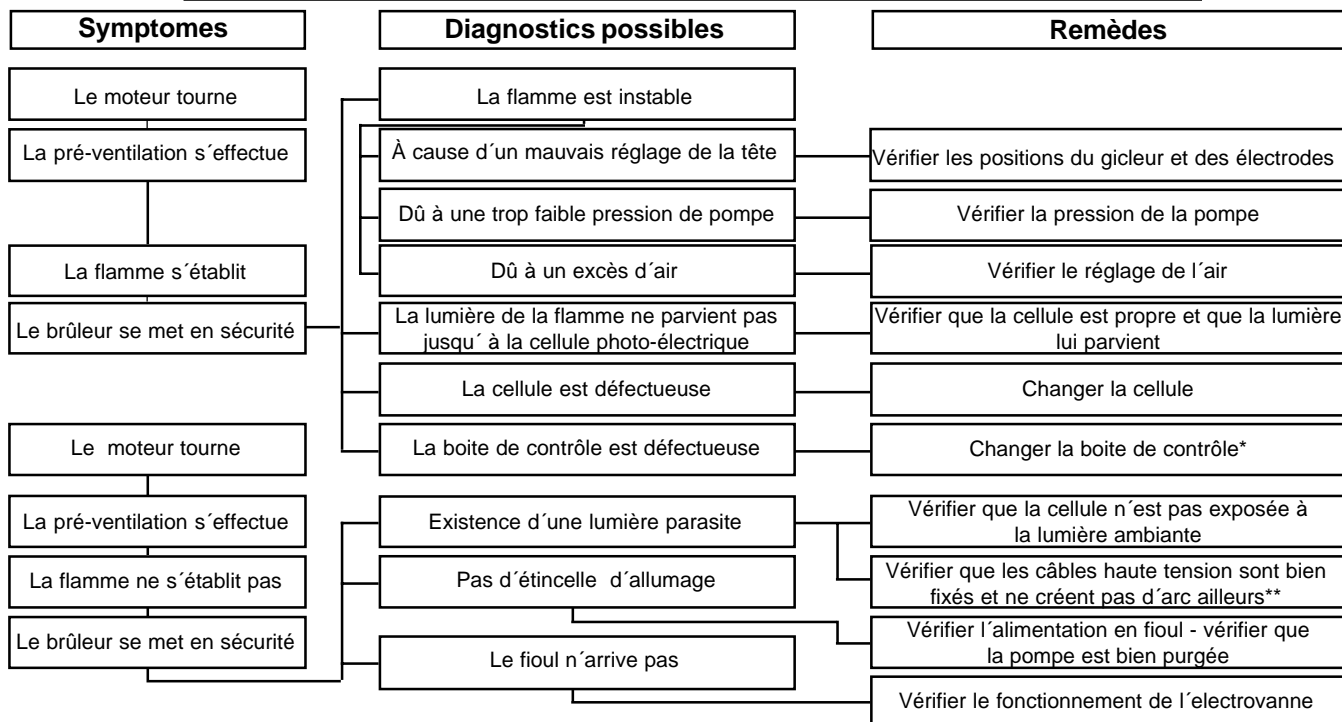 Symptomes
Diagnostics possibles
Remèdes
Le moteur tourne
La flamme est instable
La pré-ventilation s´effectue
À cause d´un mauvais réglage de la tête
Vérifier les positions du gicleur et des électrodes
Dû à une trop faible pression de pompe
Vérifier la pression de la pompe
La flamme s´établit
Dû à un excès d´air
Vérifier le réglage de l´air
Le brûleur se met en sécurité
La lumière de la flamme ne parvient pas
jusqu´ à la cellule photo-électrique
Vérifier que la cellule est propre et que la lumière
lui parvient
La cellule est défectueuse
Changer la cellule
Le moteur tourne
La boite de contrôle est défectueuse
Changer la boite de contrôle*
La pré-ventilation s´effectue
Existence d´une lumière parasite
Vérifier que la cellule n´est pas exposée à
la lumière ambiante
La flamme ne s´établit pas
Pas d´étincelle d´allumage
Vérifier que les câbles haute tension sont bien
fixés et ne créent pas d´arc ailleurs**
Le brûleur se met en sécurité
Le fioul n´arrive pas
Vérifier l´alimentation en fioul - vérifier que
la pompe est bien purgée
Vérifier le fonctionnement de l´electrovanne